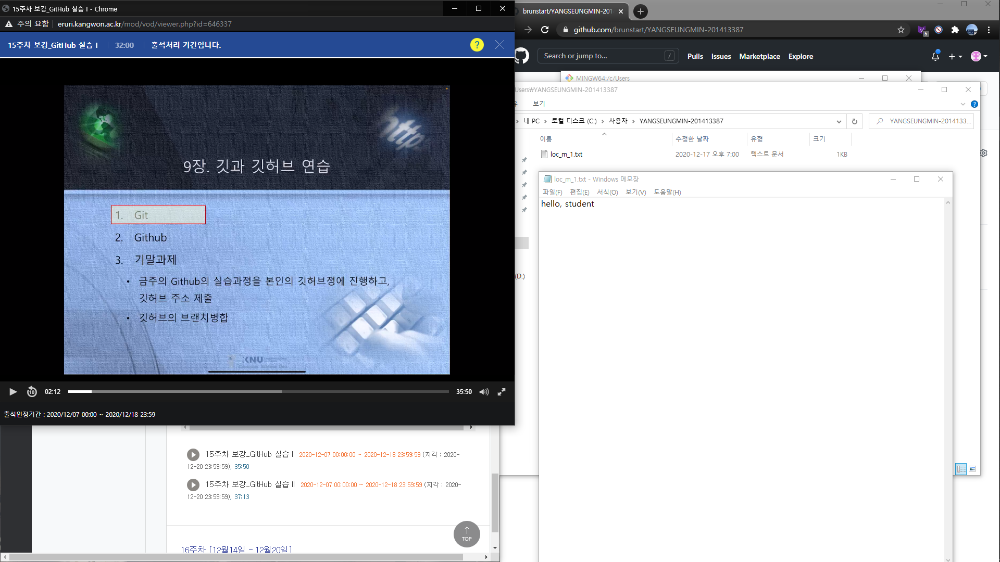 15주차 보강_GitHub 실습 I - Chrome
주의 요함 | eruri.kangwon.ac.kr/mod/vod/viewer.php?id=646337
15주차 보강_GitHub 실습 I 32:00 출석처리 기간입니다.
?
http:
9장. 깃과 깃허브 연습
1. Git
2. Github
3. 기말과제
• 금주의 Github의 실습과정을 본인의 깃허브정에 진행하고,
깃허브 주소 제출
• 깃허브의 브랜치병합
KNU
10 02:12 35:50
출석인정기간 : 2020/12/07 00:00 ~ 2020/12/18 23:59
15주차 보강_GitHub 실습 I 2020-12-07 00:00:00 ~ 2020-12-18 23:59:59 (지각 : 2020-
12-20 23:59:59), 35:50
15주차 보강_GitHub 실습 II 2020-12-07 00:00:00 ~ 2020-12-18 23:59:59 (지각 : 2020-
12-20 23:59:59), 37:13
TOP
16주차 [12월14일 - 12월20일]
brunstart/YANGSEUNGMIN-201
github.com/brunstart/YANGSEUNGMIN-201413387
5
Search or jump to... /
Pulls Issues Marketplace Explore
MINGW64:/c/Users
Users₩YANGSEUNGMIN-201413387
보기
?
내 PC > 로컬 디스크 (C:) > 사용자 > YANGSEUNGMIN-201413387
YANGSEUNGMIN-2014133...
이름 수정한 날짜 유형 크기
loc_m_1.txt 2020-12-17 오후 7:00 텍스트 문서 1KB
(D:)
loc_m_1.txt - Windows 메모장
파일(F) 편집(E) 서식(O) 보기(V) 도움말(H)
hello, student